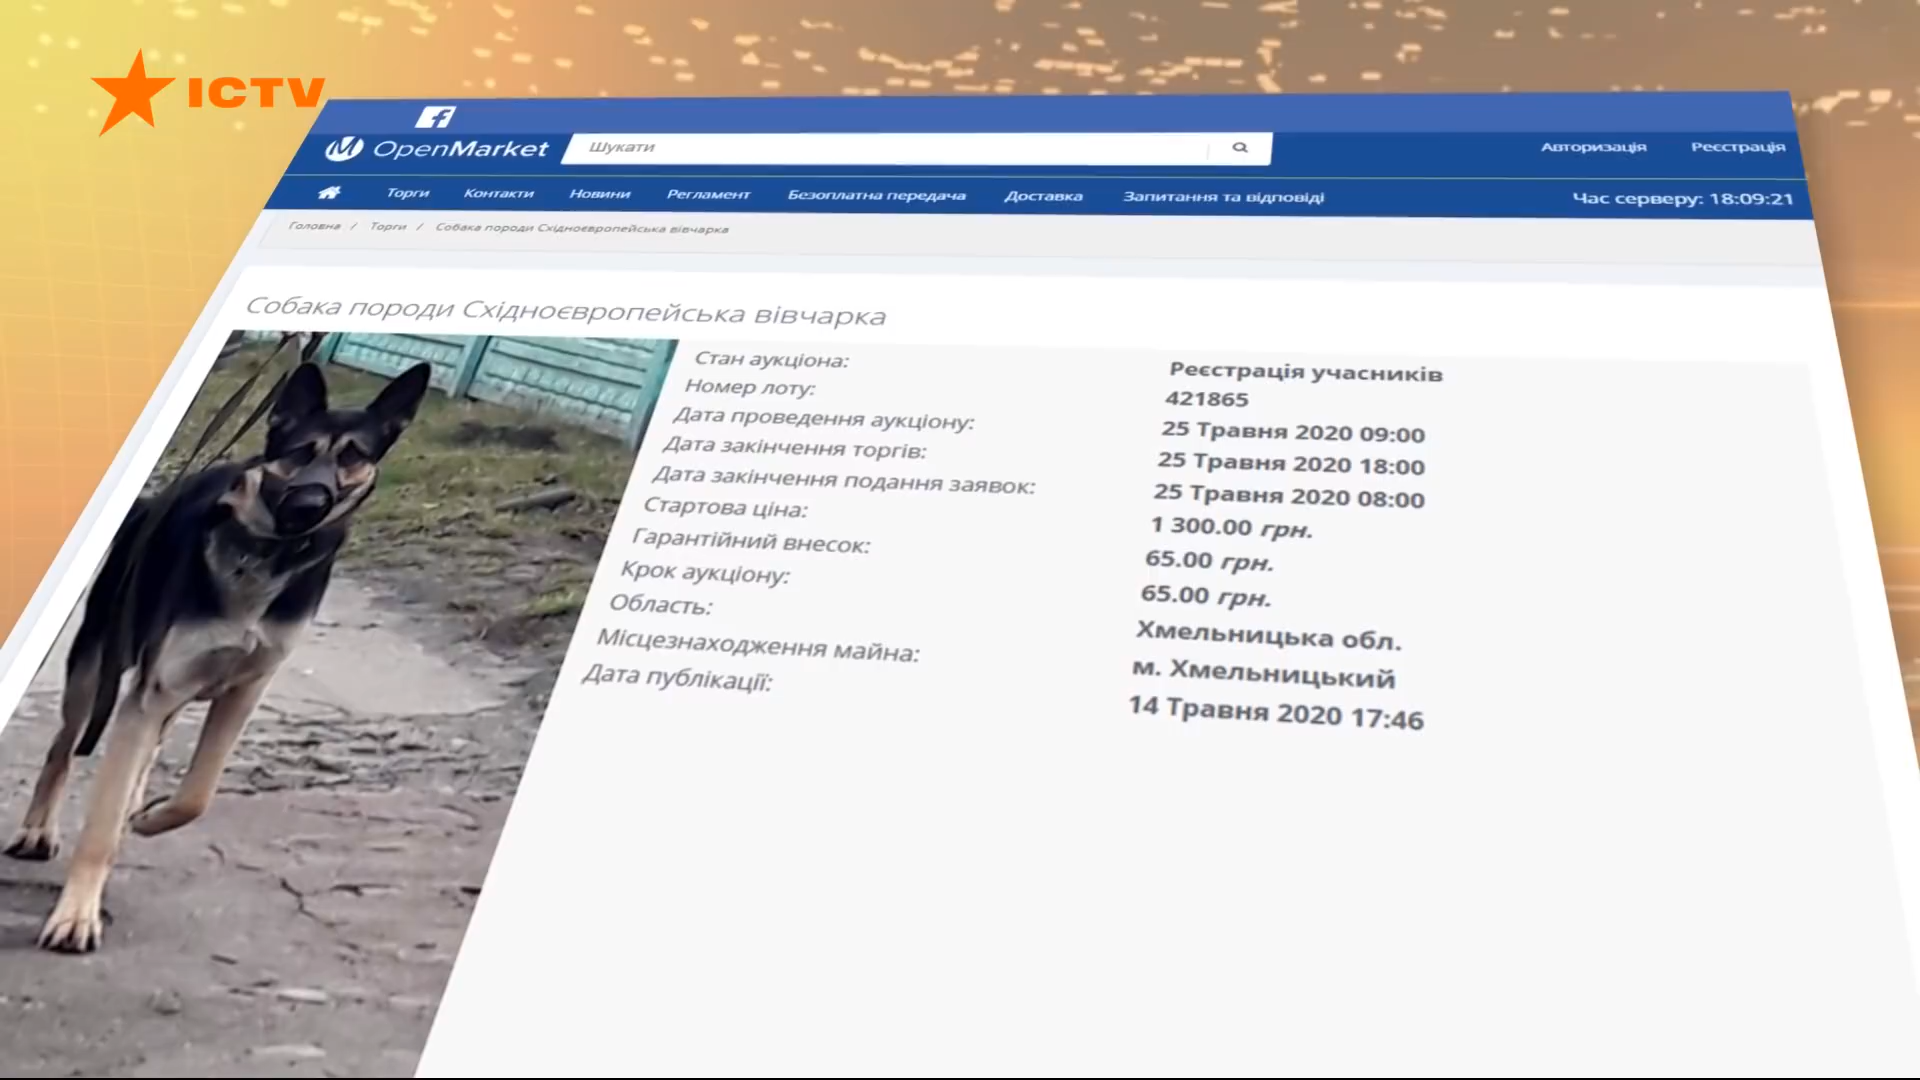 ICTV
OpenMarket
Шукати
Авторизація
Реєстрація
Торги
Контакти
Новини
Регламент
Безоплатна передача
Доставка
Запитання та відповіді
Час серверу: 18:09:21
Головна / Торги / Собака породи Східноєвропейська вівчарка
Собака породи Східноєвропейська вівчарка
Стан аукціона: Реєстрація учасників
Номер лоту: 421865
Дата проведення аукціону: 25 Травня 2020 09:00
Дата закінчення торгів: 25 Травня 2020 18:00
Дата закінчення подання заявок: 25 Травня 2020 08:00
Стартова ціна: 1 300.00 грн.
Гарантійний внесок: 65.00 грн.
Крок аукціону: 65.00 грн.
Область: Хмельницька обл.
Місцезнаходження майна: м. Хмельницький
Дата публікації: 14 Травня 2020 17:46